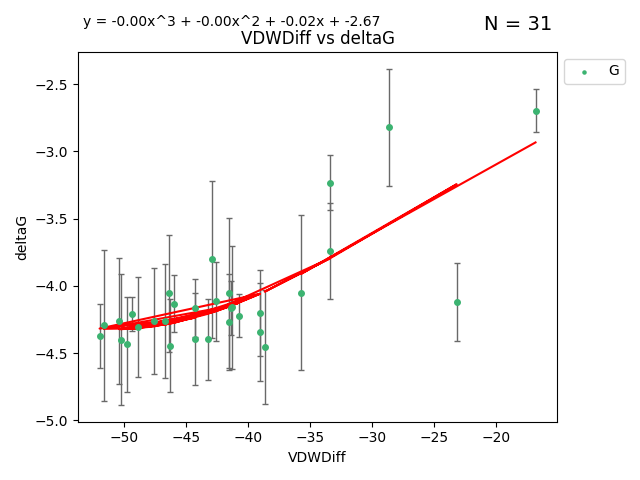 y = -0.00x^3 + -0.00x^2 + -0.02x + -2.67
N = 31
VDWDiff vs deltaG
G
−2.5
−3.0
−3.5
−4.0
−4.5
−5.0
deltaG
−50
−45
−40
−35
−30
−25
−20
VDWDiff